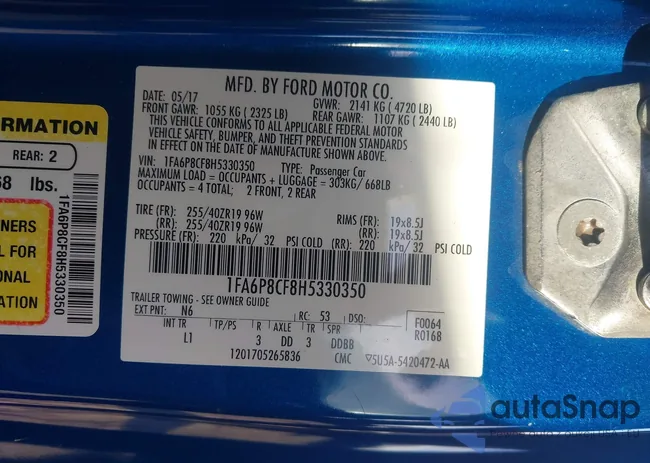 MFD. BY FORD MOTOR CO.
DATE: 05/17 GVWR: 2141 KG (4720 LB)
FRONT GAWR: 1055 KG (2325 LB) REAR GAWR: 1107 KG (2440 LB)
THIS VEHICLE CONFORMS TO ALL APPLICABLE FEDERAL MOTOR
VEHICLE SAFETY, BUMPER, AND THEFT PREVENTION STANDARDS
IN EFFECT ON THE DATE OF MANUFACTURE SHOWN ABOVE.
VIN: 1FA6P8CF8H5330350 TYPE: Passenger Car
MAXIMUM LOAD = OCCUPANTS + LUGGAGE = 303KG/ 668LB
OCCUPANTS = 4 TOTAL; 2 FRONT, 2 REAR
TIRE (FR): 255/40ZR19 96W RIMS (FR): 19x8.5J
(RR): 255/40ZR19 96W (RR): 19x8.5J
PRESSURE (FR): 220 kPa/ 32 PSI COLD (RR): 220 kPa/ 32 PSI COLD
1FA6P8CF8H5330350
TRAILER TOWING - SEE OWNER GUIDE
EXT PNT: N6 RC: 53 DSO:
F0064
R0168
INT TR TP/PS R AXLE TR SPR
L1 3 DD 3 DDBB
1201705265836 CMC 5U5A-5420472-AA
ORMATION
REAR: 2
68 lbs.
NERS
L FOR
ONAL
TION
1FA6P8CF8H5330350
autoSnap